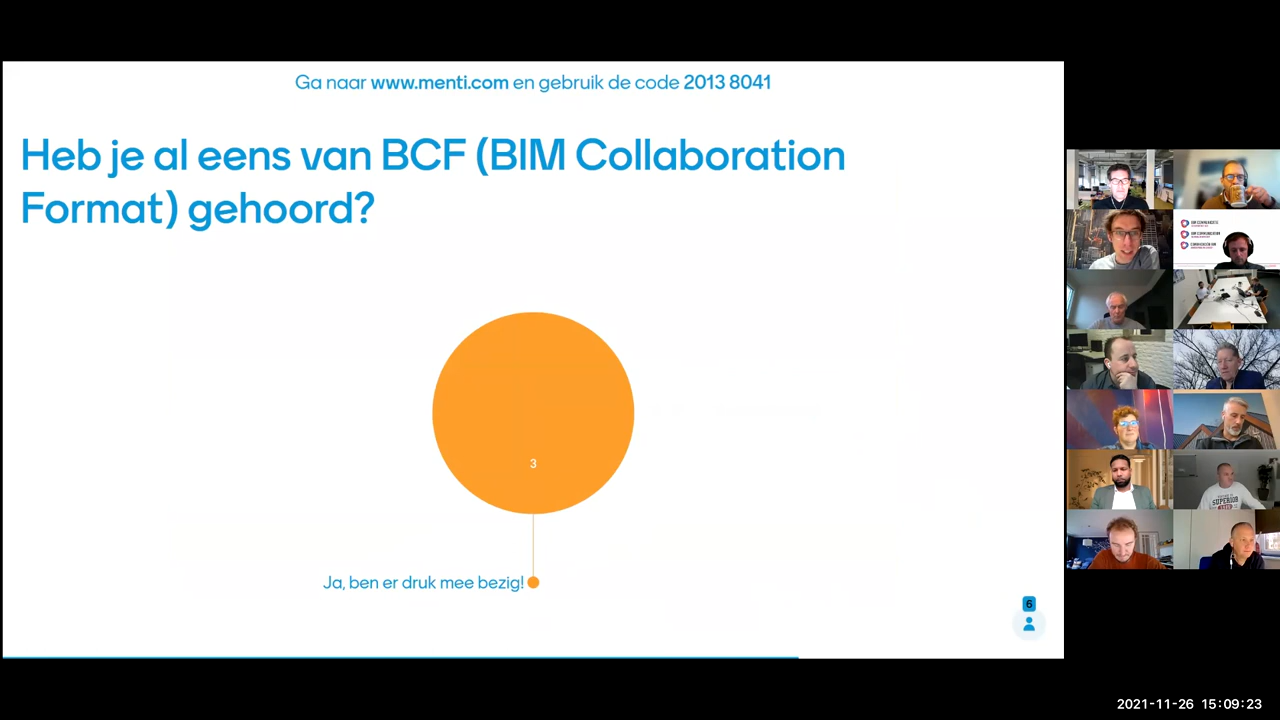 Ga naar www.menti.com en gebruik de code 2013 8041
Heb je al eens van BCF (BIM Collaboration
Format) gehoord?
3
Ja, ben er druk mee bezig!
6
SUPERIOR
2021-11-26 15:09:23